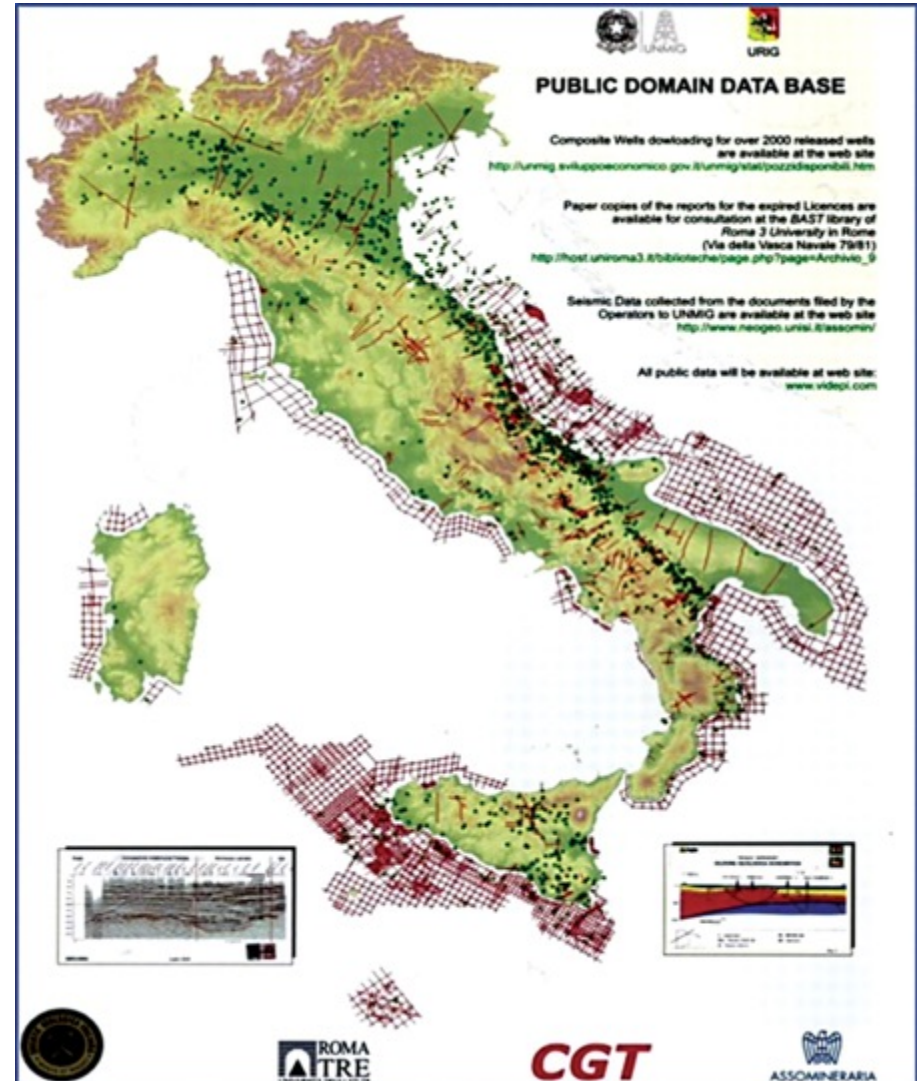 UNMIG
URIG
PUBLIC DOMAIN DATA BASE
Composite Wells dowloading for over 2000 released wells
are available at the web site
http://unmig.sviluppoeconomico.gov.it/unmig/stat/pozzidisponibili.htm
Paper copies of the reports for the expired Licences are
available for consultation at the BAST library of
Roma 3 University in Rome
(Via della Vasca Navale 79/81)
http://host.uniroma3.it/biblioteche/page.php?page=Archivio_9
Seismic Data collected from the documents filed by the
Operators to UNMIG are available at the web site
http://www.neogeo.unisi.it/assomin/
All public data will be available at web site:
www.videpi.com
ROMA
TRE
CGT
ASSOMINERARIA